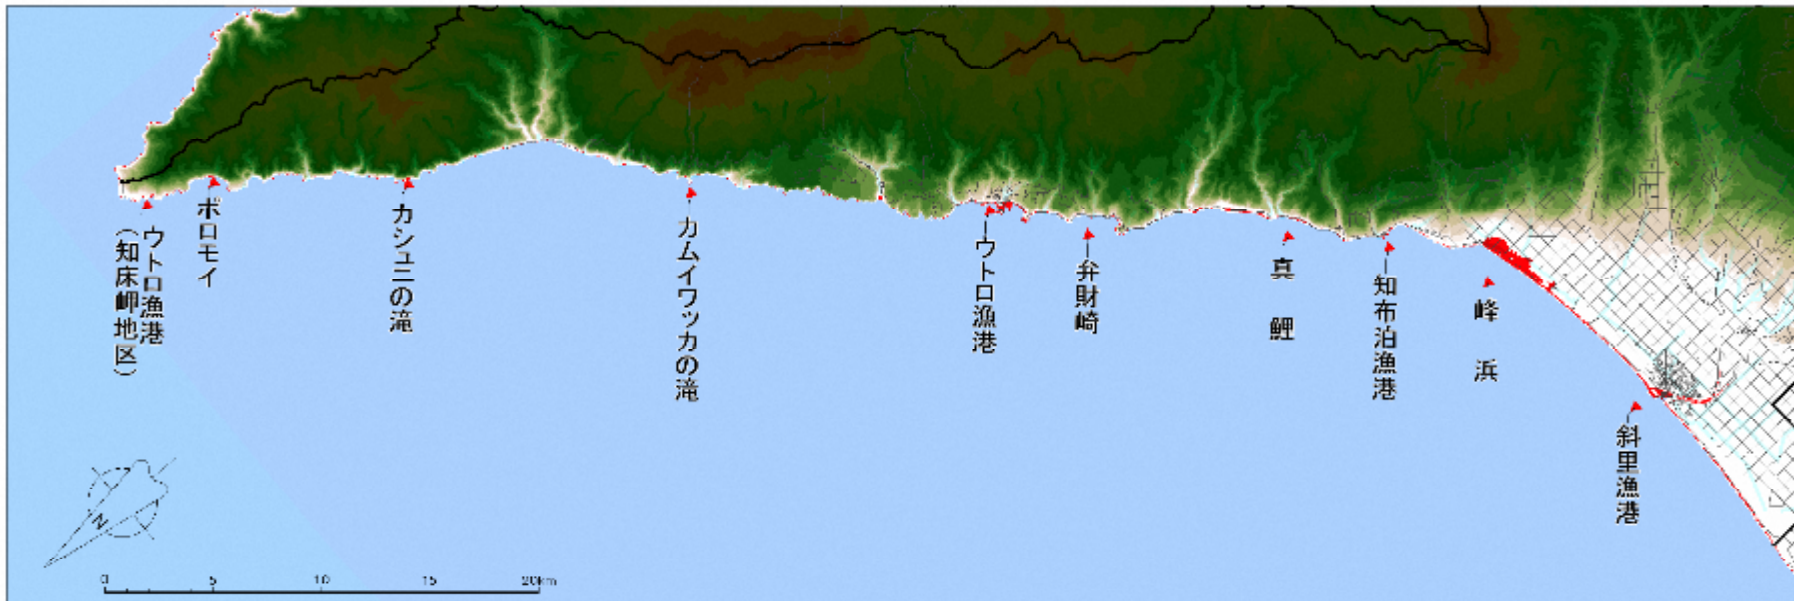 ウトロ漁港
(知床岬地区)
ポロモイ
カシュニの滝
カムイワッカの滝
ウトロ漁港
弁財崎
真鯉
知布泊漁港
峰浜
斜里漁港
N
0 5 10 15 20km